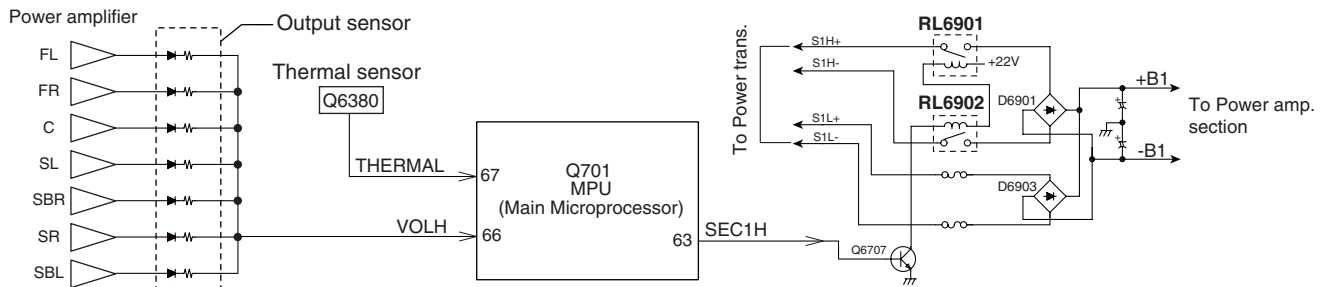 Power amplifier
Output sensor
FL
FR
C
SL
SBR
SR
SBL
Thermal sensor
Q6380
THERMAL
VOLH
67
66
Q701
MPU
(Main Microprocessor)
63
SEC1H
Q6707
To Power trans.
S1H+
S1H-
S1L+
S1L-
RL6901
+22V
RL6902
D6901
D6903
+B1
-B1
To Power amp.
section